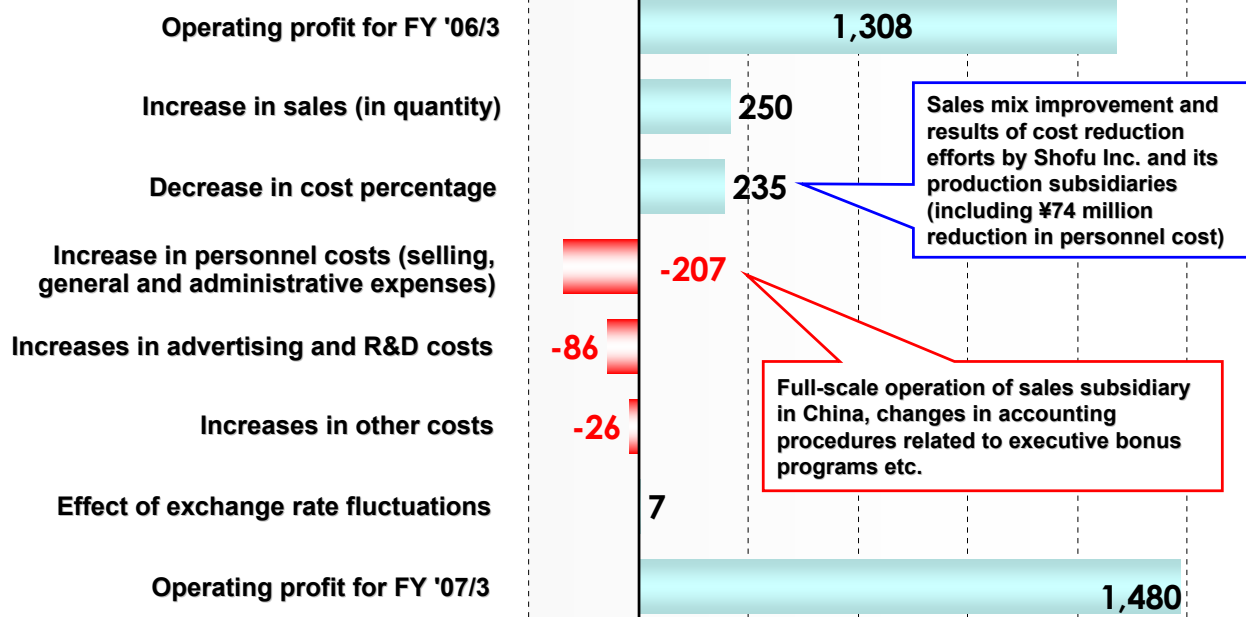 Operating profit for FY '06/3
1,308
Increase in sales (in quantity)
250
Sales mix improvement and
results of cost reduction
efforts by Shofu Inc. and its
production subsidiaries
(including ¥74 million
reduction in personnel cost)
Decrease in cost percentage
235
Increase in personnel costs (selling,
general and administrative expenses)
-207
Increases in advertising and R&D costs
-86
Full-scale operation of sales subsidiary
in China, changes in accounting
procedures related to executive bonus
programs etc.
Increases in other costs
-26
Effect of exchange rate fluctuations
7
Operating profit for FY '07/3
1,480